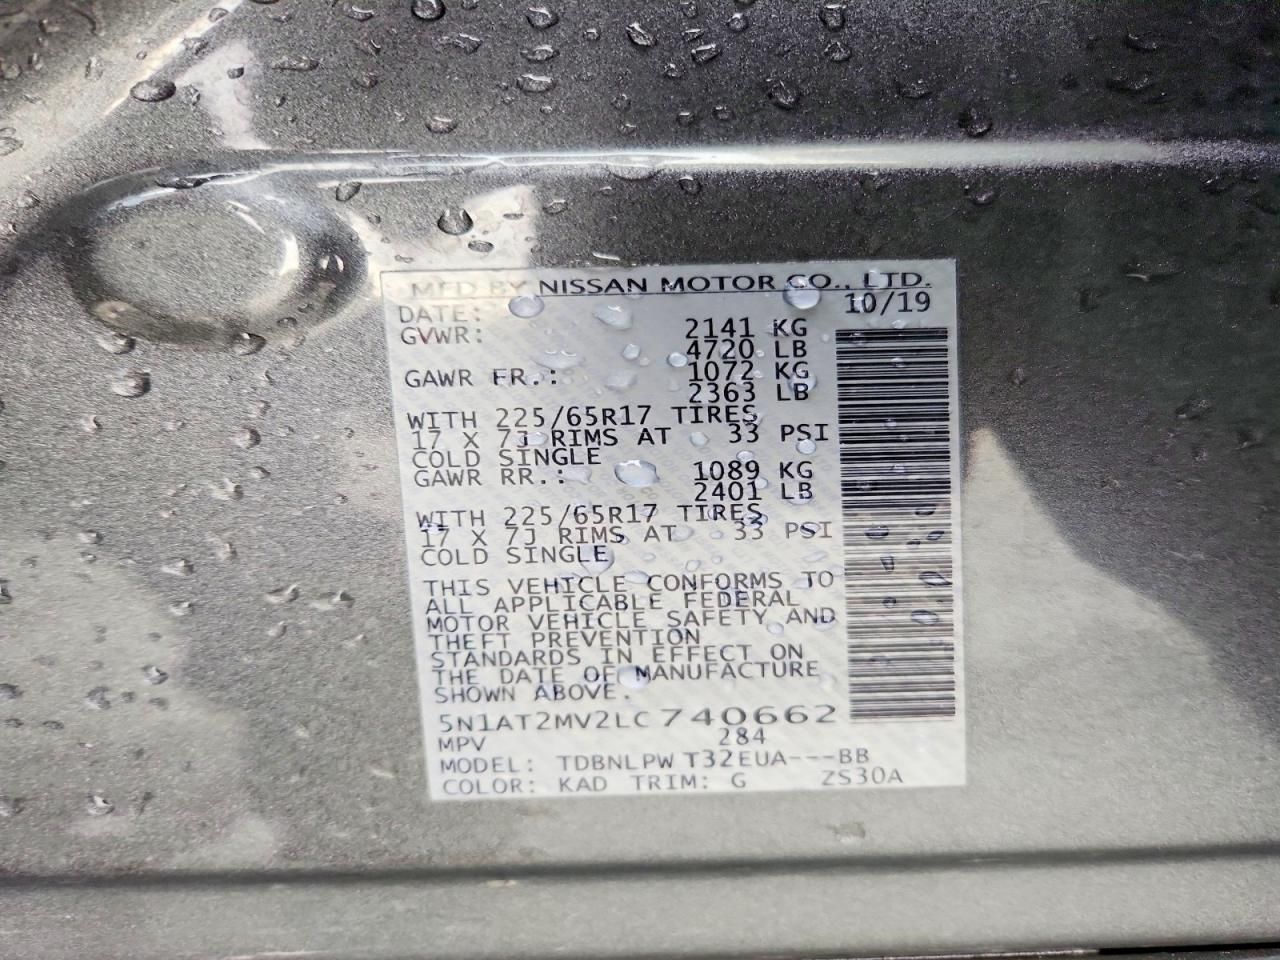 MFD BY NISSAN MOTOR CO., LTD.
DATE: 10/19
GVWR: 2141 KG
4720 LB
GAWR FR.: 1072 KG
2363 LB
WITH 225/65R17 TIRES
17 X 7J RIMS AT 33 PSI
COLD SINGLE
GAWR RR.: 1089 KG
2401 LB
WITH 225/65R17 TIRES
17 X 7J RIMS AT 33 PSI
COLD SINGLE
THIS VEHICLE CONFORMS TO
ALL APPLICABLE FEDERAL
MOTOR VEHICLE SAFETY AND
THEFT PREVENTION
STANDARDS IN EFFECT ON
THE DATE OF MANUFACTURE
SHOWN ABOVE.
5N1AT2MV2LC740662
MPV 284
MODEL: TDBNLPW T32EUA---BB
COLOR: KAD TRIM: G ZS30A